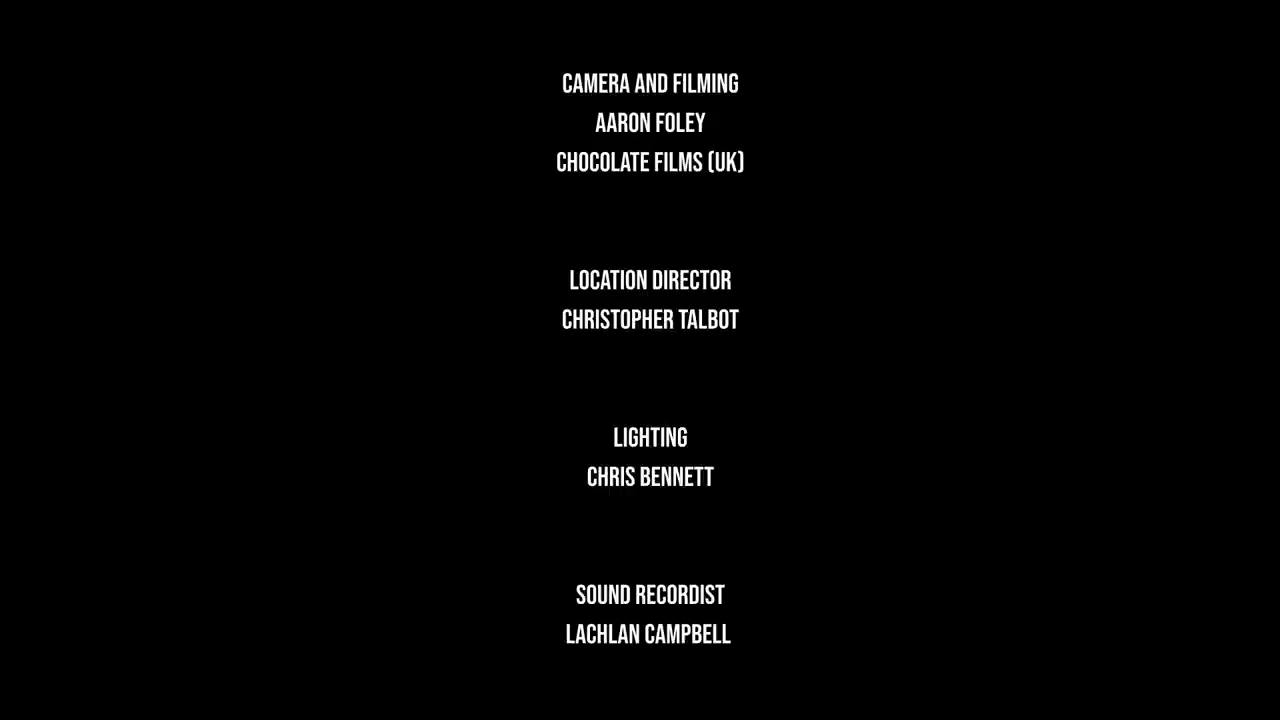 CAMERA AND FILMING
AARON FOLEY
CHOCOLATE FILMS (UK)
LOCATION DIRECTOR
CHRISTOPHER TALBOT
LIGHTING
CHRIS BENNETT
SOUND RECORDIST
LACHLAN CAMPBELL